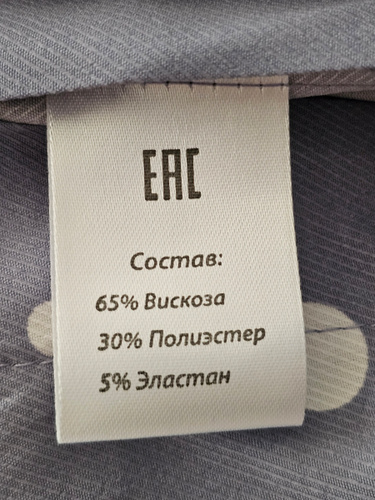 EAC
Состав:
65% Вискоза
30% Полиэстер
5% Эластан